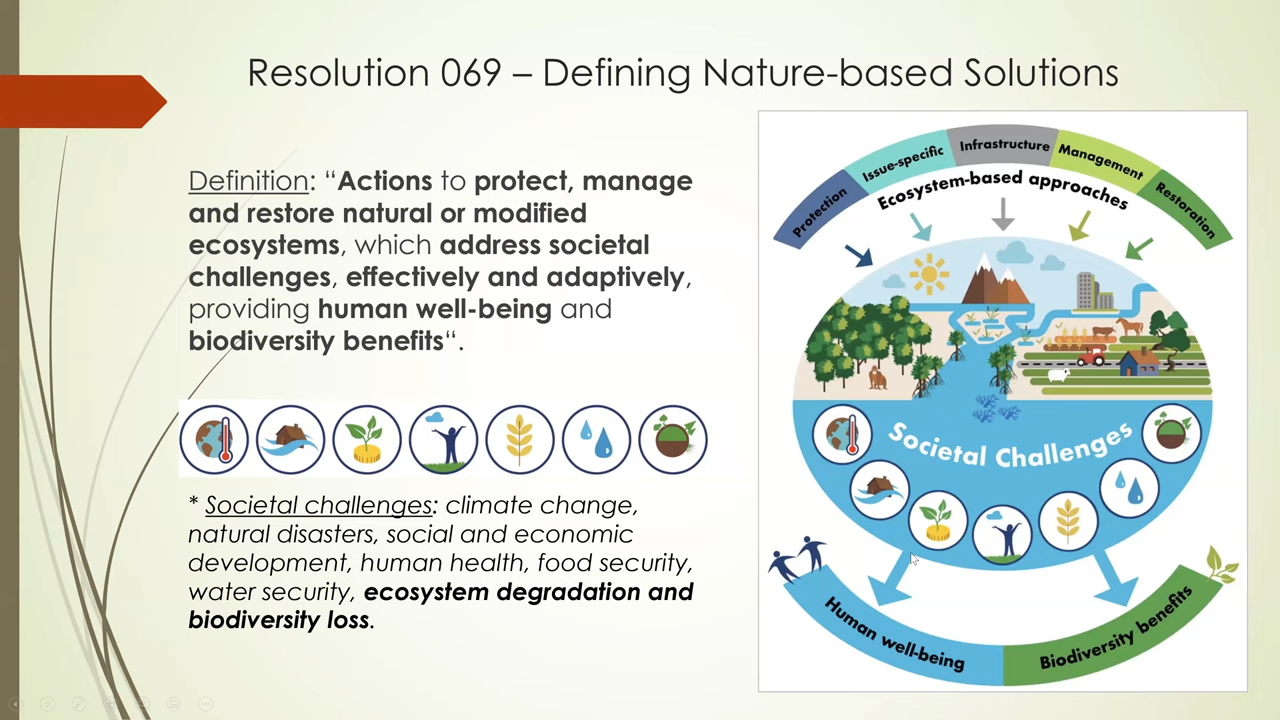 Resolution 069 – Defining Nature-based Solutions
Definition: “Actions to protect, manage
and restore natural or modified
ecosystems, which address societal
challenges, effectively and adaptively,
providing human well-being and
biodiversity benefits“.
* Societal challenges: climate change,
natural disasters, social and economic
development, human health, food security,
water security, ecosystem degradation and
biodiversity loss.
Protection
Issue-specific
Infrastructure
Management
Restoration
Ecosystem-based approaches
Societal Challenges
Human well-being
Biodiversity benefits